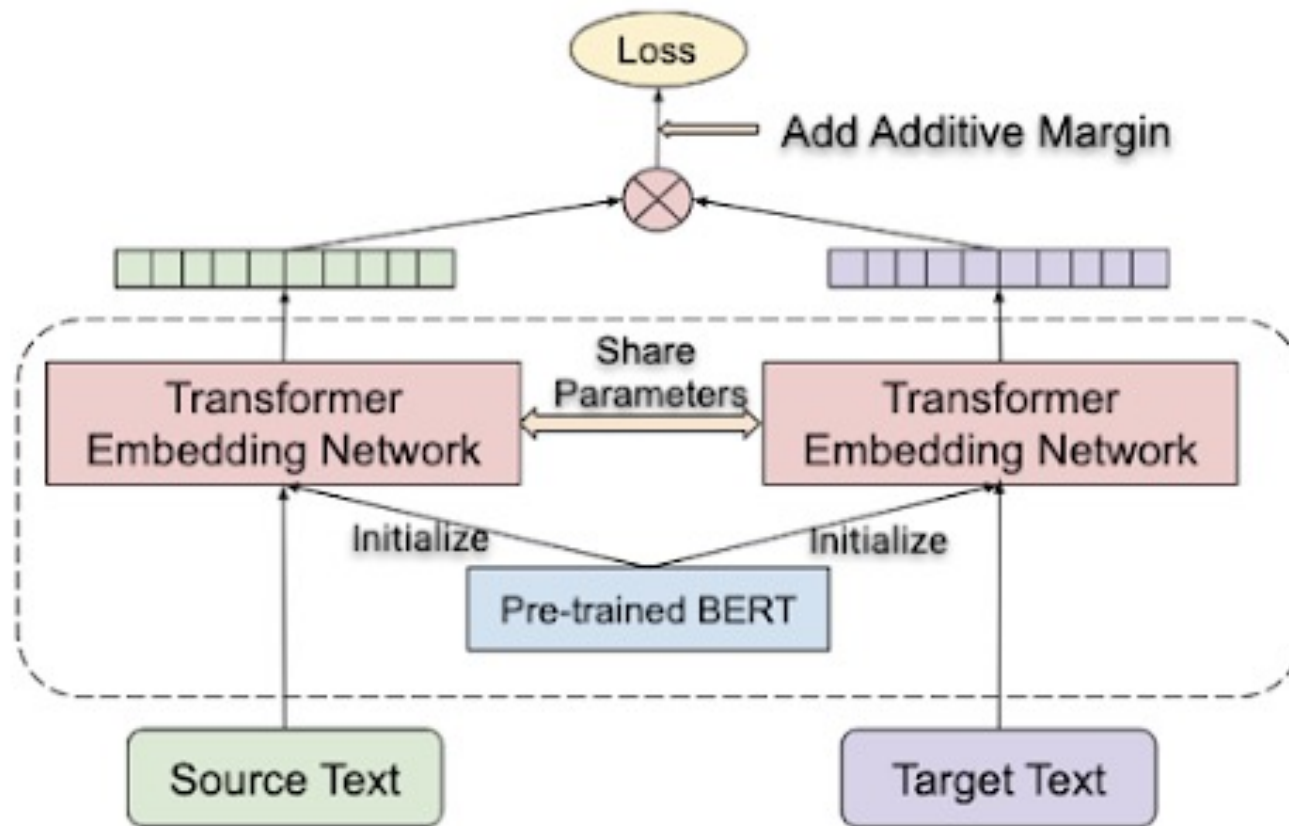 Loss
Add Additive Margin
Share
Parameters
Transformer
Embedding Network
Transformer
Embedding Network
Initialize
Initialize
Pre-trained BERT
Source Text
Target Text